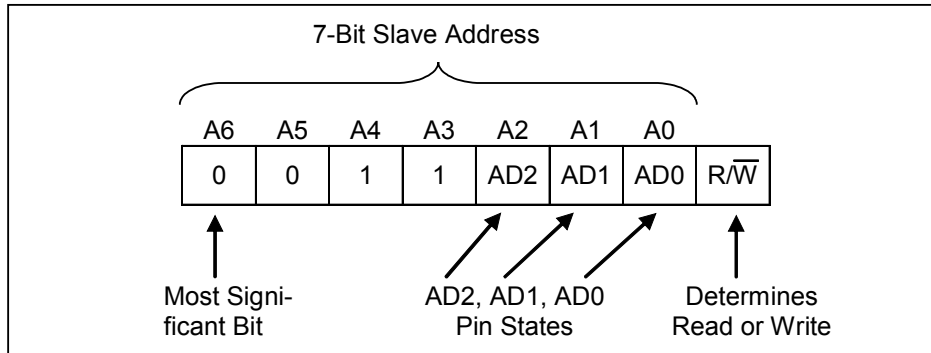 7-Bit Slave Address
A6 A5 A4 A3 A2 A1 A0
0 0 1 1 AD2 AD1 AD0 R/W̅
Most Signi-
ficant Bit
AD2, AD1, AD0
Pin States
Determines
Read or Write